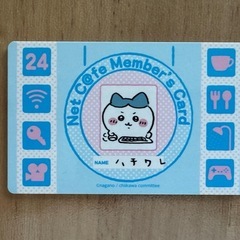 24
Net C@fe Member's Card
NAME ハチワレ
©nagano / chiikawa committee